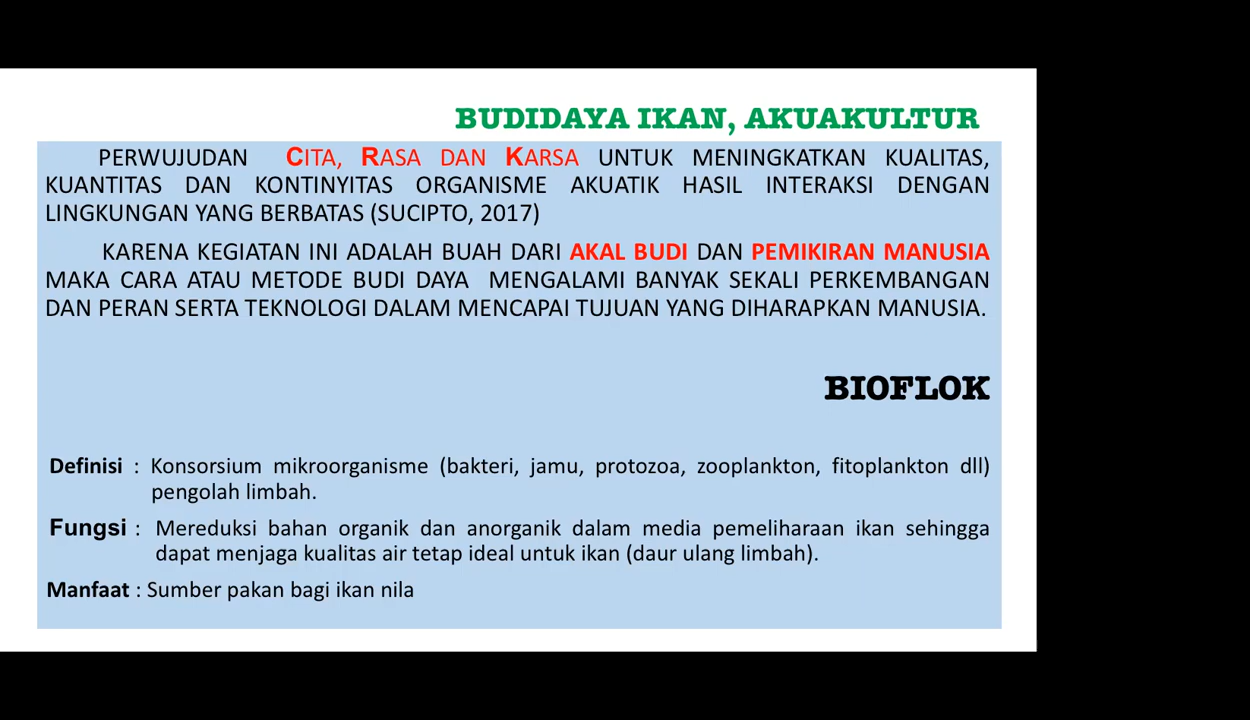 BUDIDAYA IKAN, AKUAKULTUR
PERWUJUDAN CITA, RASA DAN KARSA UNTUK MENINGKATKAN KUALITAS,
KUANTITAS DAN KONTINYITAS ORGANISME AKUATIK HASIL INTERAKSI DENGAN
LINGKUNGAN YANG BERBATAS (SUCIPTO, 2017)
KARENA KEGIATAN INI ADALAH BUAH DARI AKAL BUDI DAN PEMIKIRAN MANUSIA
MAKA CARA ATAU METODE BUDI DAYA MENGALAMI BANYAK SEKALI PERKEMBANGAN
DAN PERAN SERTA TEKNOLOGI DALAM MENCAPAI TUJUAN YANG DIHARAPKAN MANUSIA.
BIOFLOK
Definisi : Konsorsium mikroorganisme (bakteri, jamu, protozoa, zooplankton, fitoplankton dll)
pengolah limbah.
Fungsi : Mereduksi bahan organik dan anorganik dalam media pemeliharaan ikan sehingga
dapat menjaga kualitas air tetap ideal untuk ikan (daur ulang limbah).
Manfaat : Sumber pakan bagi ikan nila